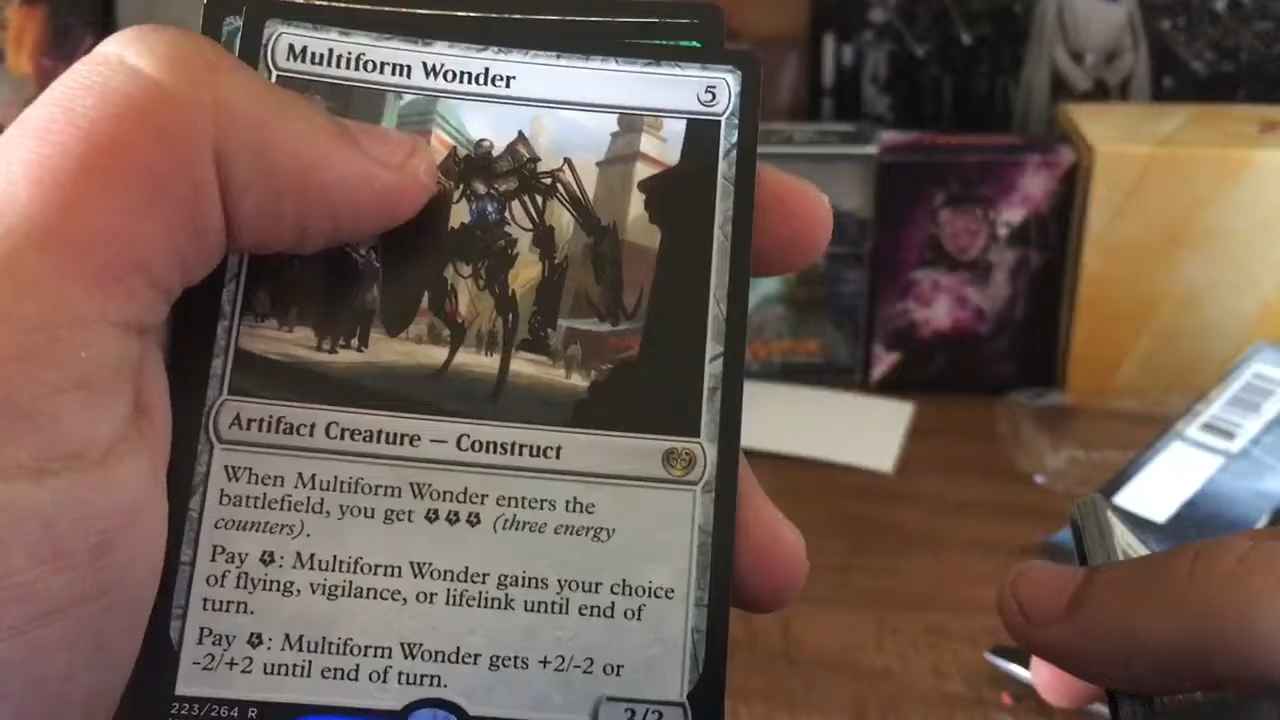 Multiform Wonder 5
Artifact Creature — Construct
When Multiform Wonder enters the
battlefield, you get (three energy
counters).
Pay : Multiform Wonder gains your choice
of flying, vigilance, or lifelink until end of
turn.
Pay : Multiform Wonder gets +2/-2 or
-2/+2 until end of turn.
223/264 R
3/3